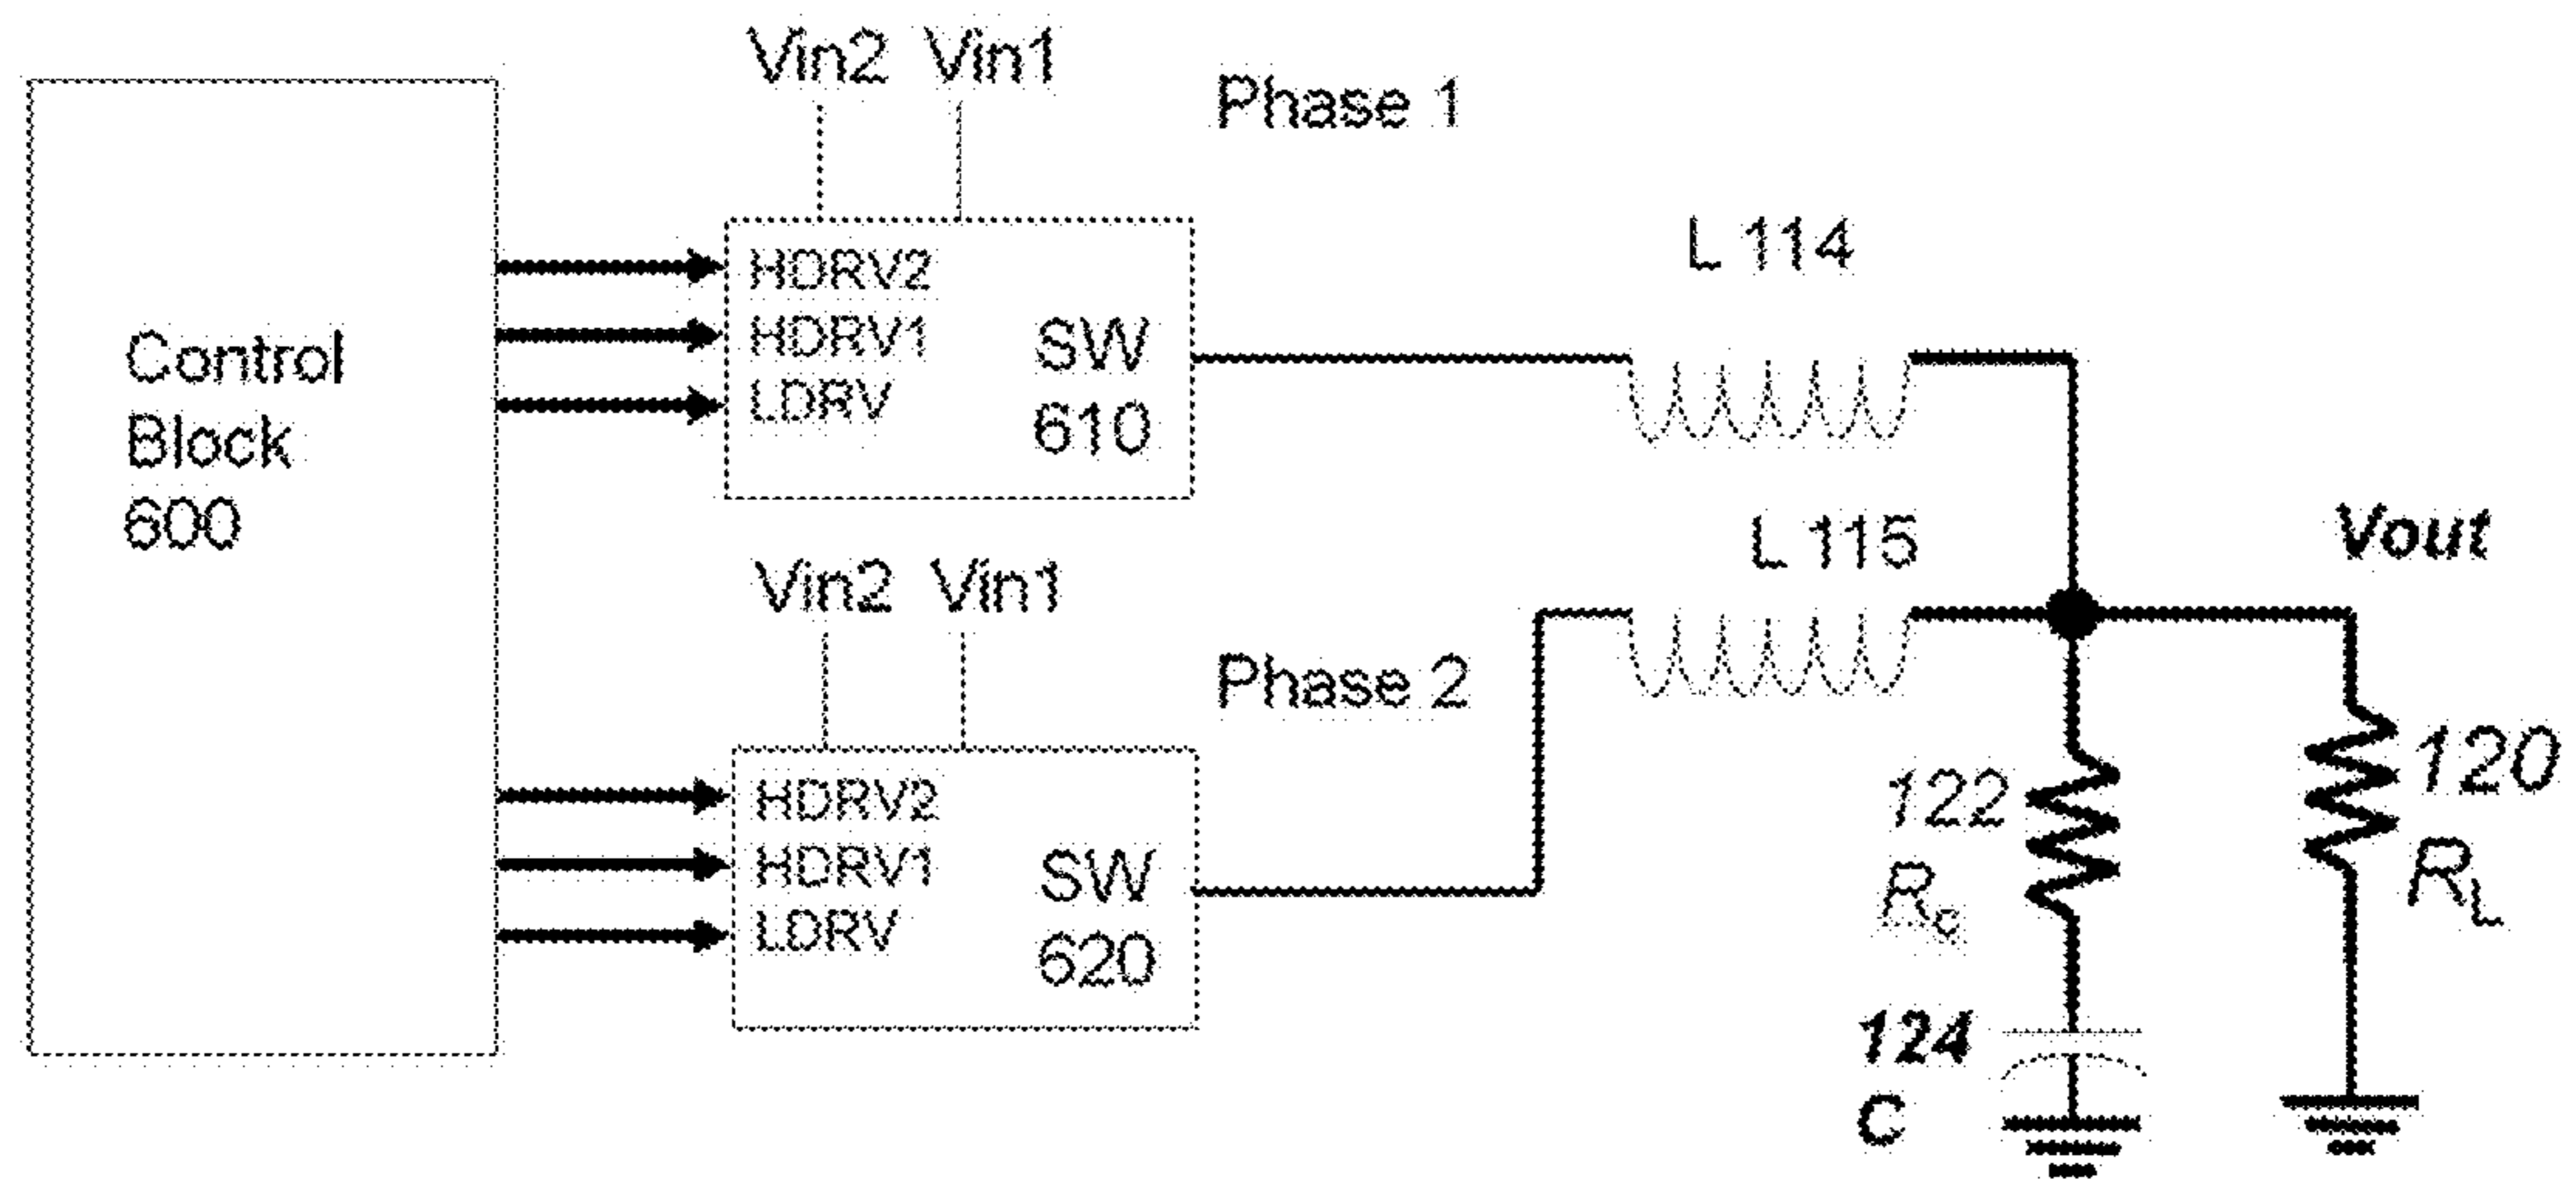 Vin2 Vin1
Phase 1
HDRV2
HDRV1
LDRV
SW
610
L 114
Control
Block
600
Vin2 Vin1
Phase 2
L 115
Vout
HDRV2
HDRV1
LDRV
SW
620
122
Rc
120
RL
124
C